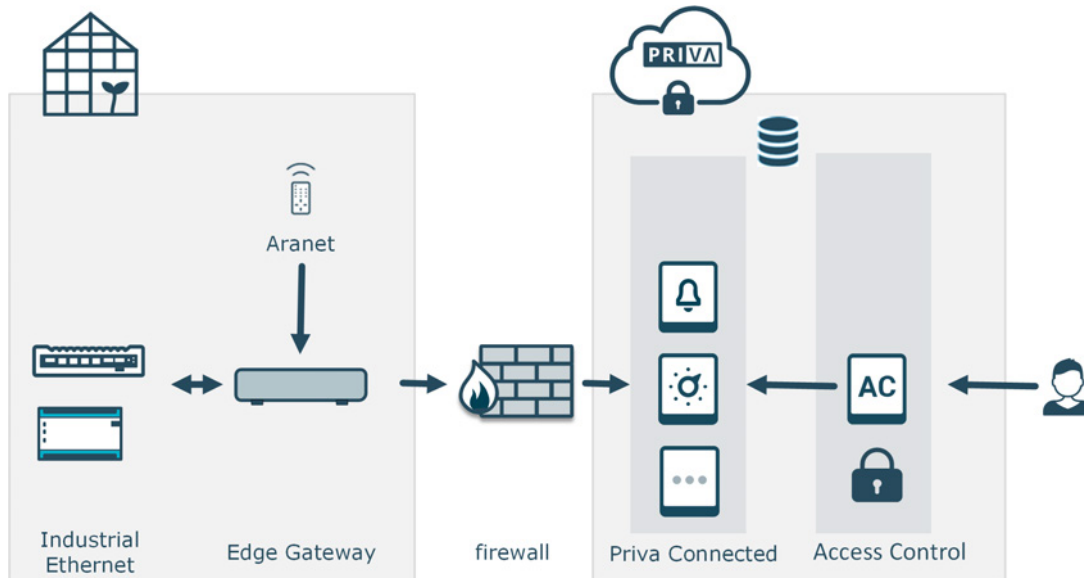 PRIVA
Aranet
AC
Industrial
Ethernet
Edge Gateway
firewall
Priva Connected
Access Control